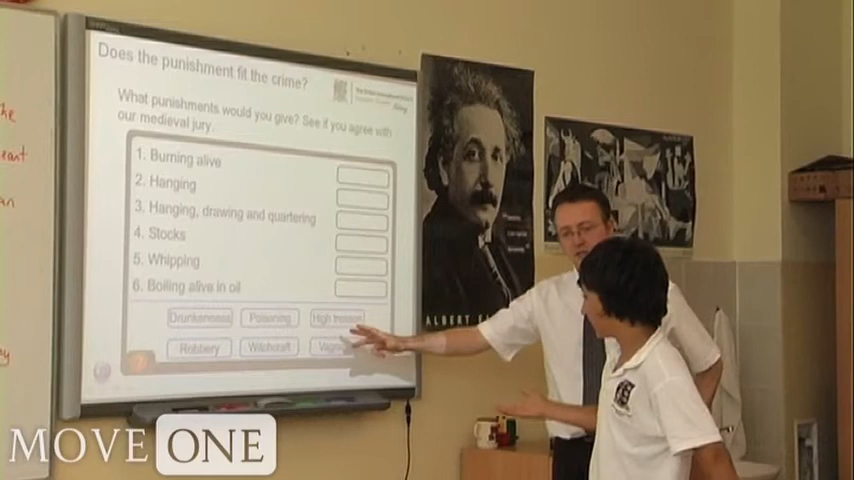 Does the punishment fit the crime?
What punishments would you give? See if you agree with
our medieval jury.
1. Burning alive
2. Hanging
3. Hanging, drawing and quartering
4. Stocks
5. Whipping
6. Boiling alive in oil
Drunkenness Poisoning High treason
Robbery Witchcraft
ALBERT
MOVE ONE